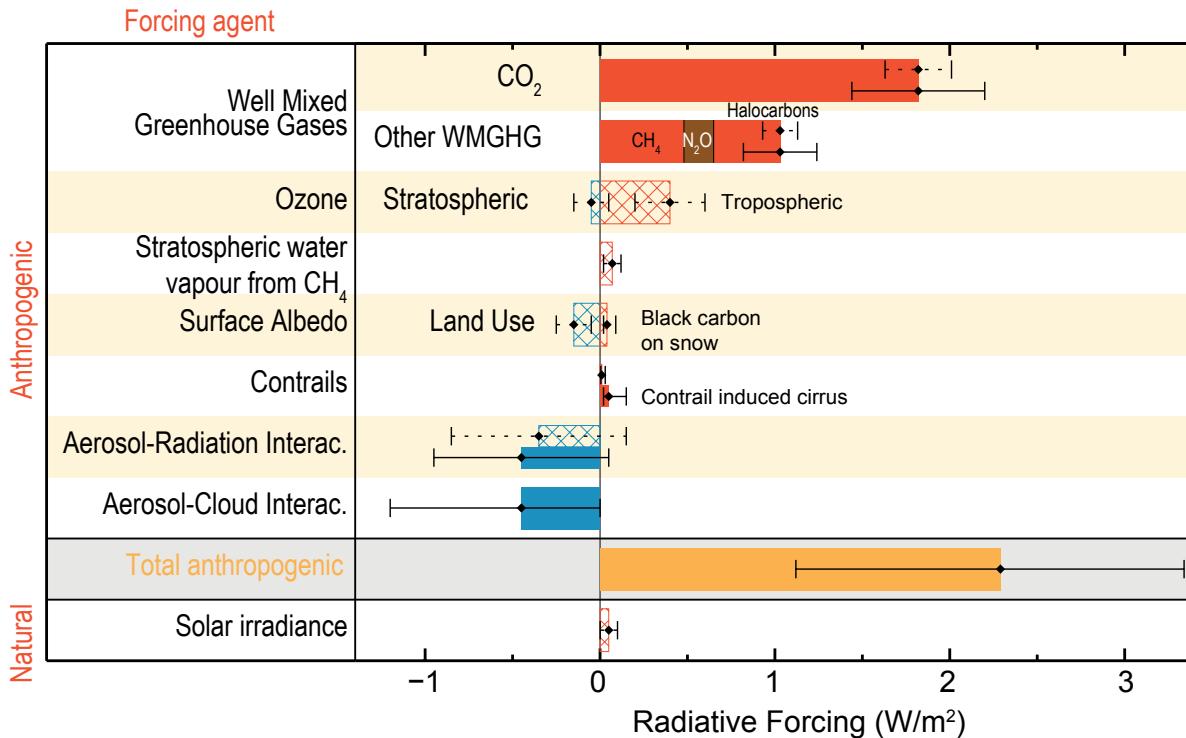 Forcing agent
Anthropogenic
Natural
Well Mixed
Greenhouse Gases
CO₂
Other WMGHG
CH₄
N₂O
Halocarbons
Ozone
Stratospheric
Tropospheric
Stratospheric water
vapour from CH₄
Surface Albedo
Land Use
Black carbon
on snow
Contrails
Contrail induced cirrus
Aerosol-Radiation Interac.
Aerosol-Cloud Interac.
Total anthropogenic
Solar irradiance
−1 0 1 2 3
Radiative Forcing (W/m²)